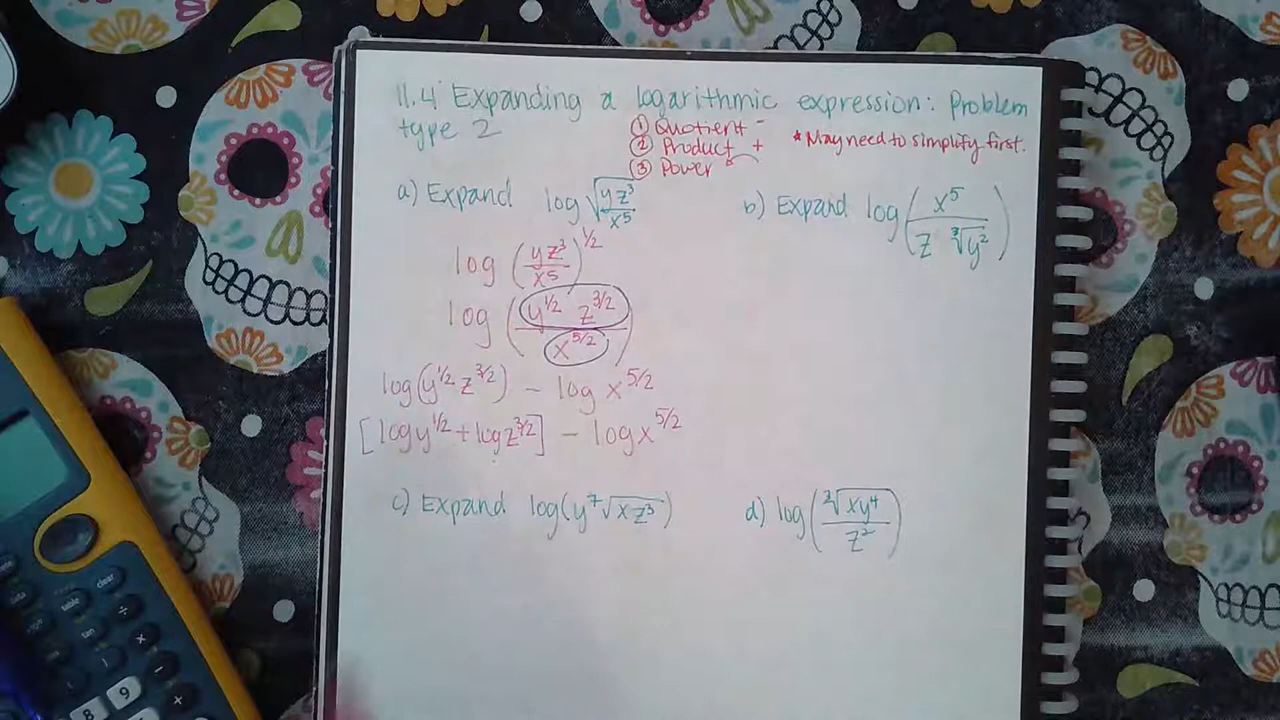 11.4 Expanding a logarithmic expression: Problem
type 2
① Quotient −
② Product +
③ Power
* May need to simplify first.
a) Expand log √(yz³/x⁵)
log (yz³/x⁵)^1/2
log (y^1/2 z^3/2 / x^5/2)
log(y^1/2 z^3/2) − log x^5/2
[log y^1/2 + log z^3/2] − log x^5/2
b) Expand log(x⁵ / z ∛y²)
c) Expand log(y⁷√xz³)
d) log(∛xy⁴ / z²)
8 9